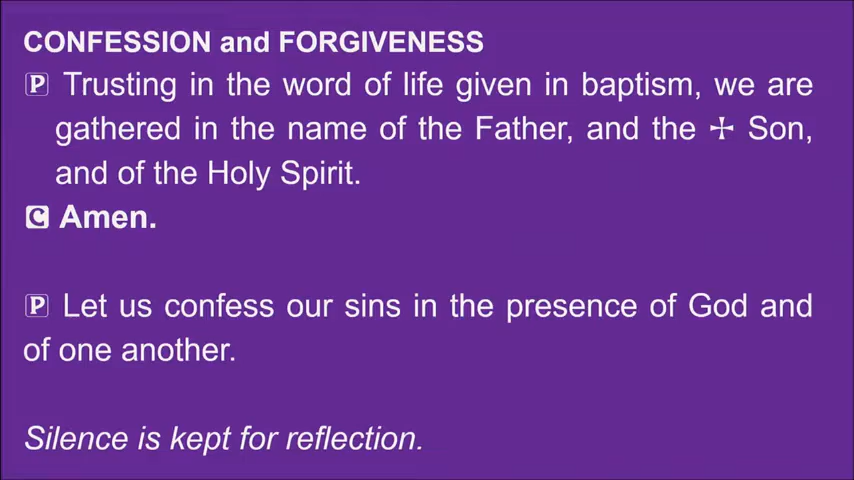 CONFESSION and FORGIVENESS
P Trusting in the word of life given in baptism, we are
gathered in the name of the Father, and the ☩ Son,
and of the Holy Spirit.
C Amen.
P Let us confess our sins in the presence of God and
of one another.
Silence is kept for reflection.